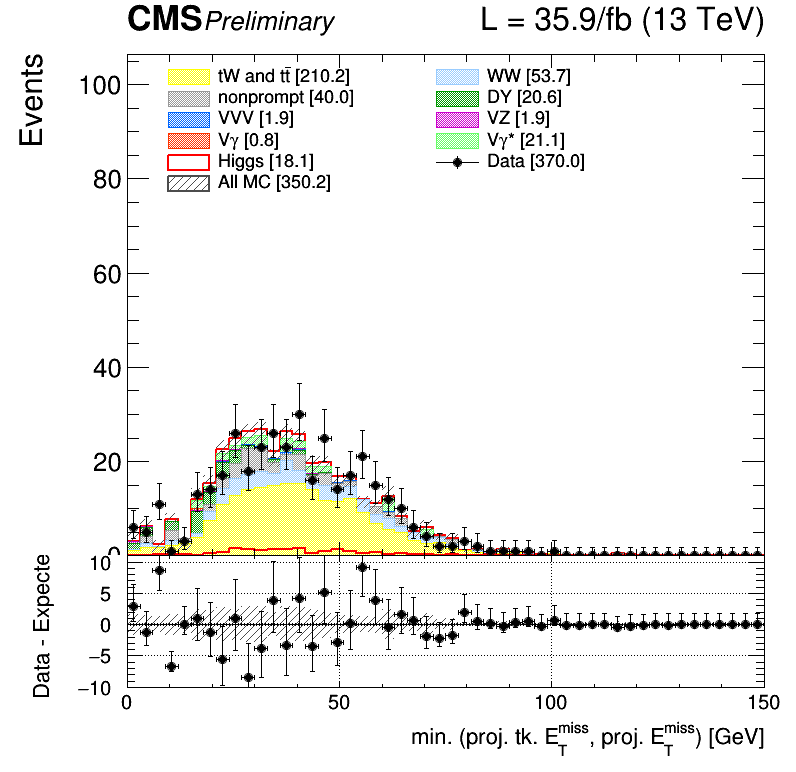 CMS Preliminary L = 35.9/fb (13 TeV)
Events
100
80
60
40
20
0
tW and tt̄ [210.2]
nonprompt [40.0]
VVV [1.9]
Vγ [0.8]
Higgs [18.1]
All MC [350.2]
WW [53.7]
DY [20.6]
VZ [1.9]
Vγ* [21.1]
Data [370.0]
Data - Expecte
10
5
0
−5
−10
0 50 100 150
min. (proj. tk. E_T^miss, proj. E_T^miss) [GeV]